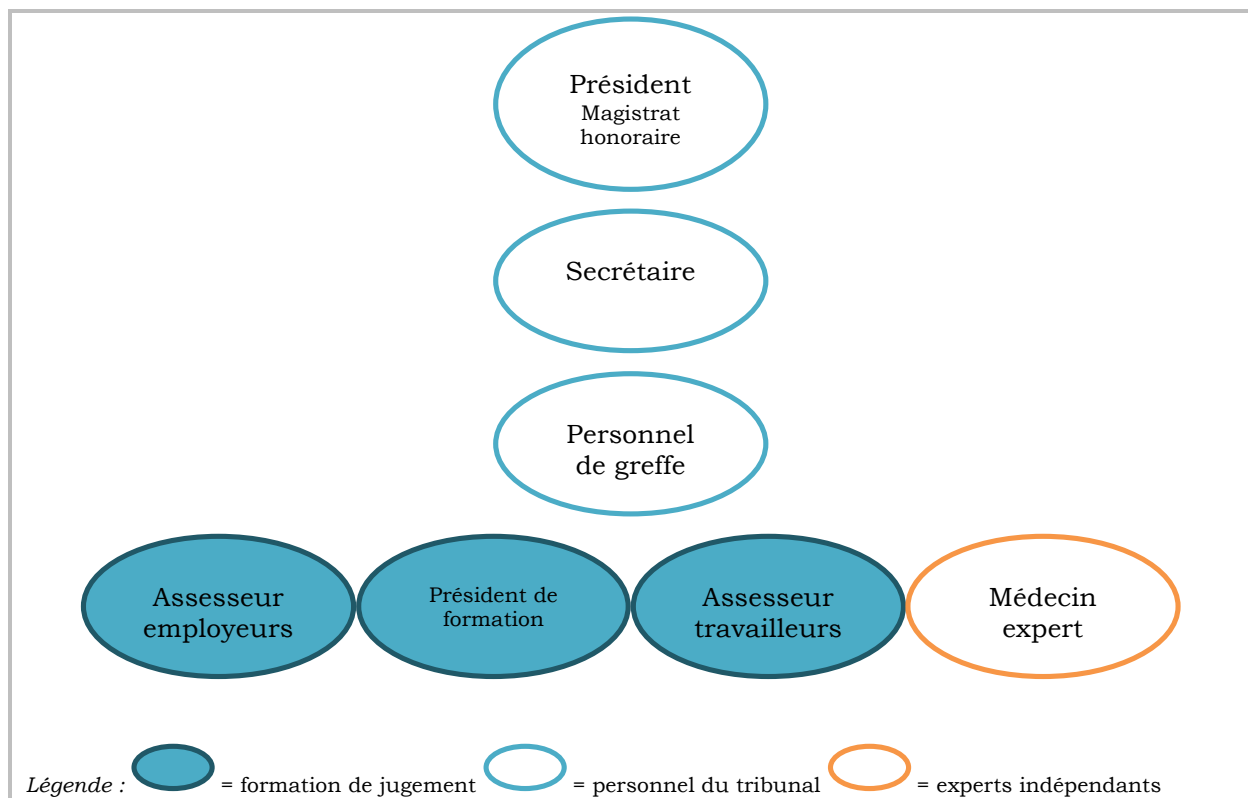 Président
Magistrat
honoraire
Secrétaire
Personnel
de greffe
Assesseur
employeurs
Président de
formation
Assesseur
travailleurs
Médecin
expert
Légende : = formation de jugement = personnel du tribunal = experts indépendants